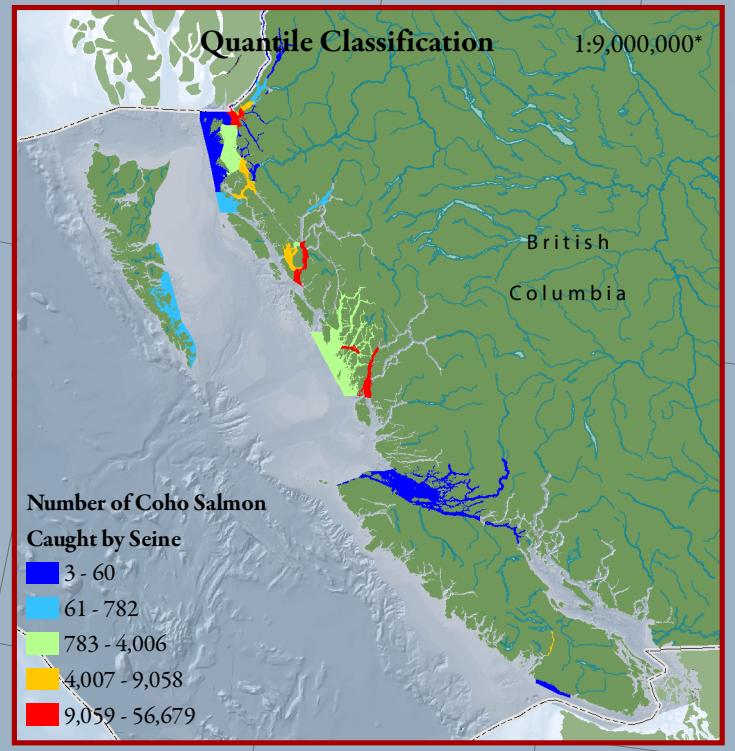 Quantile Classification
1:9,000,000*
British
Columbia
Number of Coho Salmon
Caught by Seine
3 - 60
61 - 782
783 - 4,006
4,007 - 9,058
9,059 - 56,679